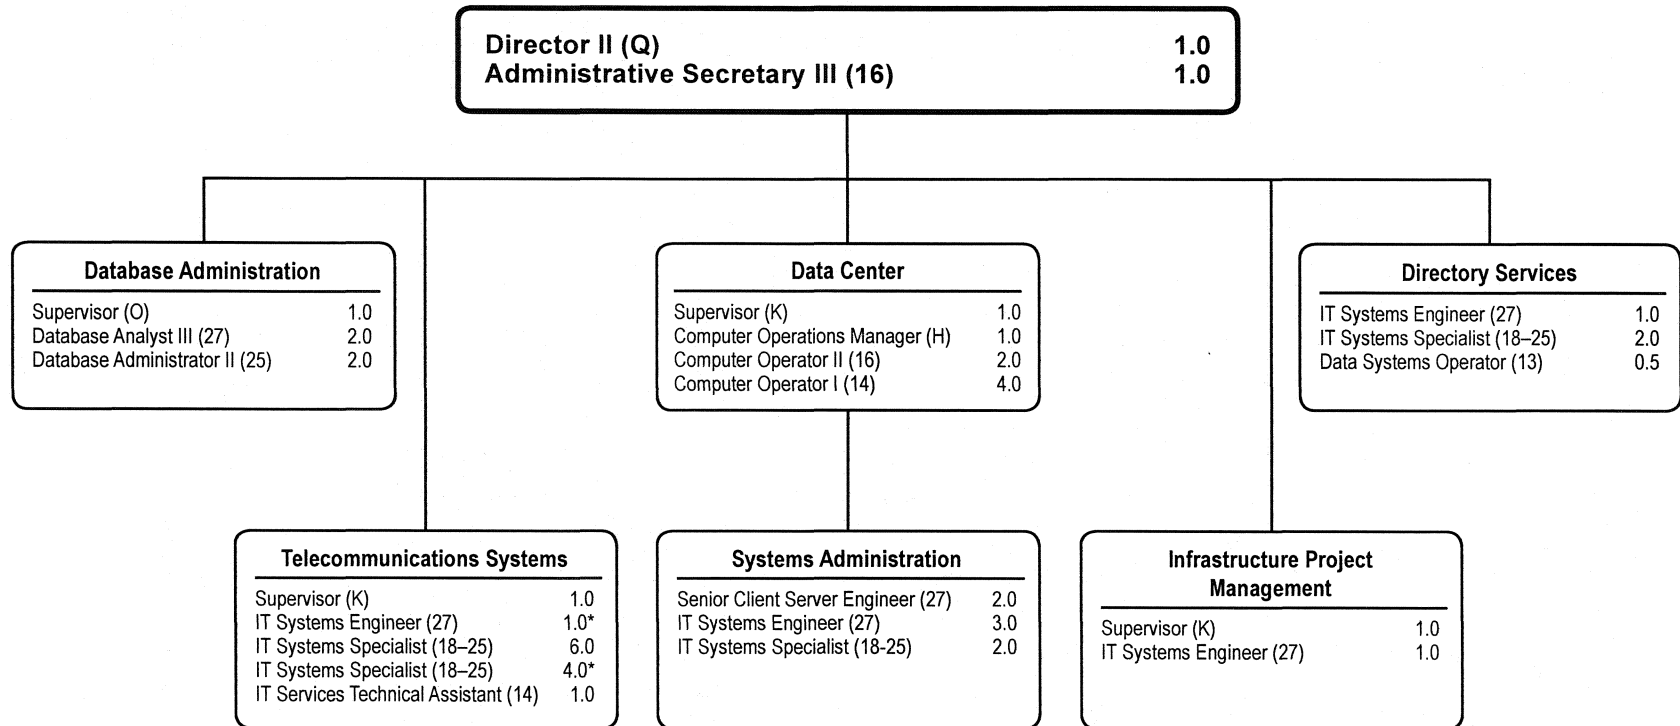 Director II (Q) 1.0
Administrative Secretary III (16) 1.0
Database Administration
Supervisor (O) 1.0
Database Analyst III (27) 2.0
Database Administrator II (25) 2.0
Data Center
Supervisor (K) 1.0
Computer Operations Manager (H) 1.0
Computer Operator II (16) 2.0
Computer Operator I (14) 4.0
Directory Services
IT Systems Engineer (27) 1.0
IT Systems Specialist (18–25) 2.0
Data Systems Operator (13) 0.5
Telecommunications Systems
Supervisor (K) 1.0
IT Systems Engineer (27) 1.0*
IT Systems Specialist (18–25) 6.0
IT Systems Specialist (18–25) 4.0*
IT Services Technical Assistant (14) 1.0
Systems Administration
Senior Client Server Engineer (27) 2.0
IT Systems Engineer (27) 3.0
IT Systems Specialist (18-25) 2.0
Infrastructure Project
Management
Supervisor (K) 1.0
IT Systems Engineer (27) 1.0